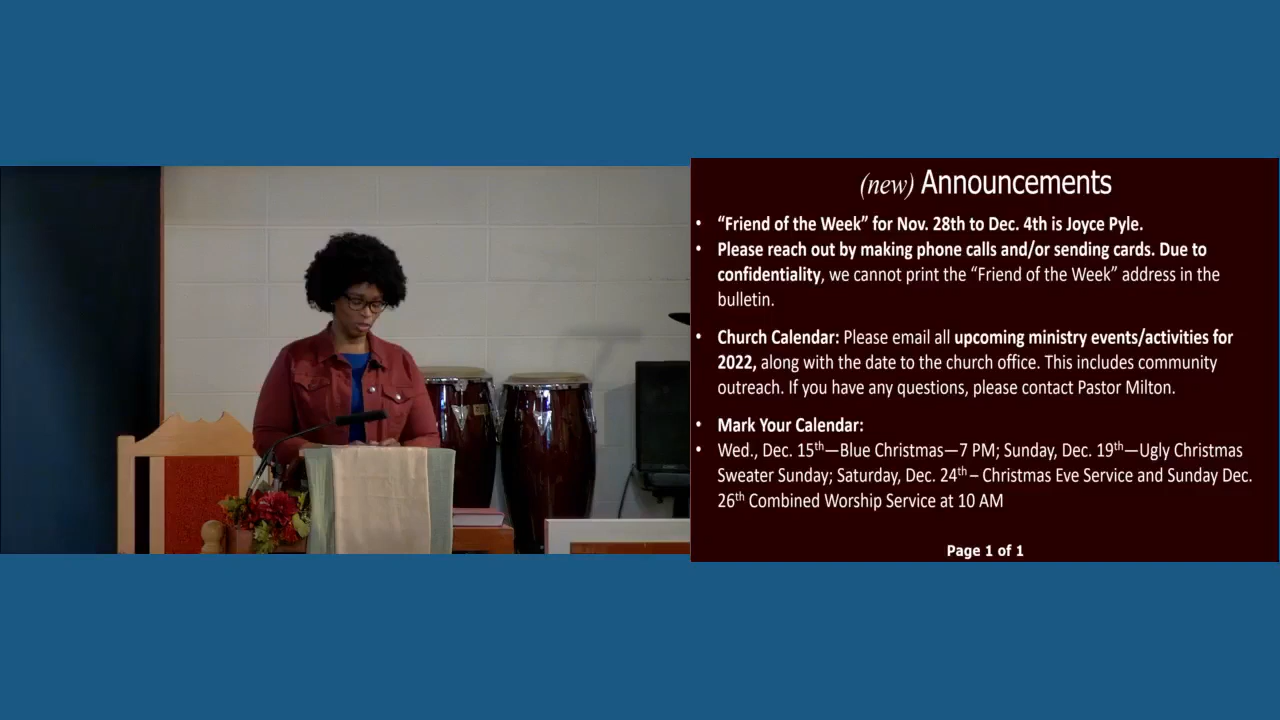 (new) Announcements
• “Friend of the Week” for Nov. 28th to Dec. 4th is Joyce Pyle.
• Please reach out by making phone calls and/or sending cards. Due to
confidentiality, we cannot print the “Friend of the Week” address in the
bulletin.
• Church Calendar: Please email all upcoming ministry events/activities for
2022, along with the date to the church office. This includes community
outreach. If you have any questions, please contact Pastor Milton.
• Mark Your Calendar:
• Wed., Dec. 15th—Blue Christmas—7 PM; Sunday, Dec. 19th—Ugly Christmas
Sweater Sunday; Saturday, Dec. 24th – Christmas Eve Service and Sunday Dec.
26th Combined Worship Service at 10 AM
Page 1 of 1